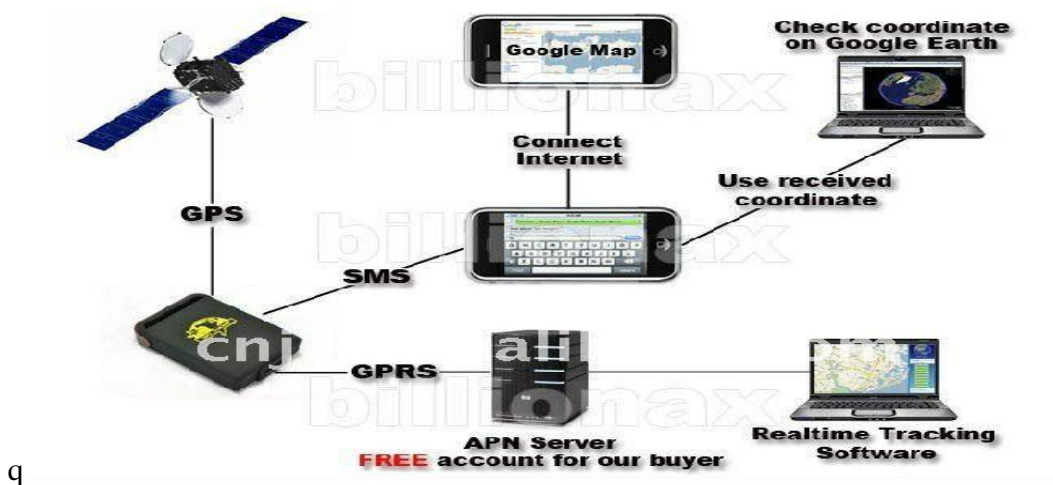 Google Map
Check coordinate
on Google Earth
billionax
Connect
Internet
Use received
coordinate
GPS
billionax
SMS
GPRS
billionax
APN Server
FREE account for our buyer
Realtime Tracking
Software
q